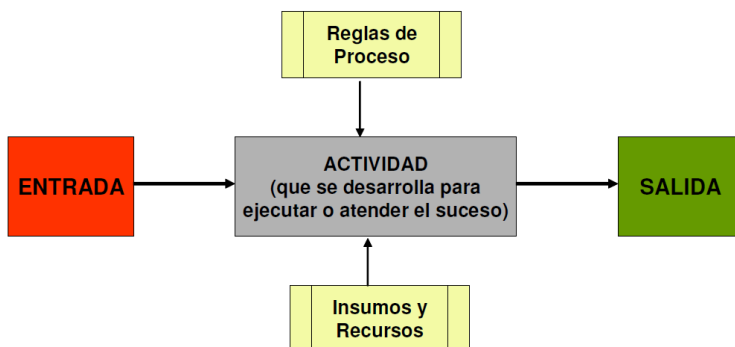 Reglas de
Proceso
ENTRADA
ACTIVIDAD
(que se desarrolla para
ejecutar o atender el suceso)
SALIDA
Insumos y
Recursos